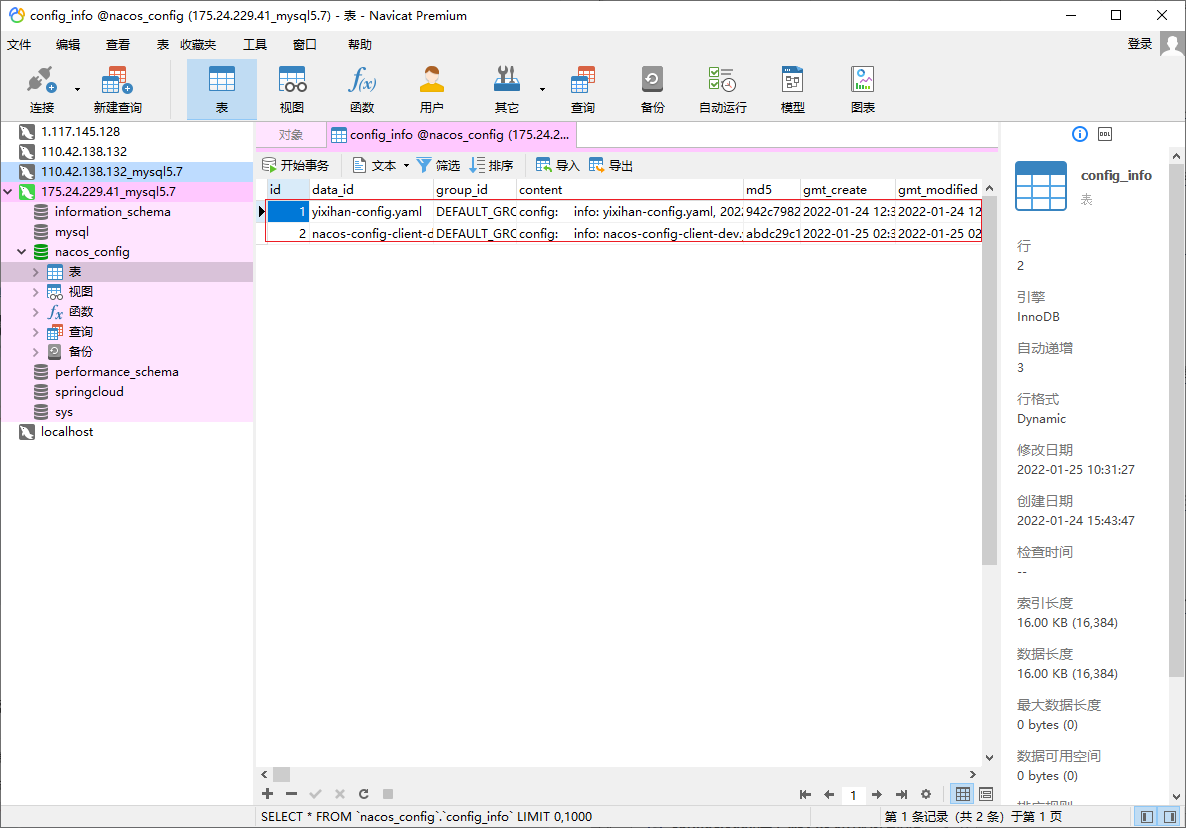 config_info @nacos_config (175.24.229.41_mysql5.7) - 表 - Navicat Premium
文件 编辑 查看 表 收藏夹 工具 窗口 帮助 登录
连接 新建查询 表 视图 函数 用户 其它 查询 备份 自动运行 模型 图表
1.117.145.128
110.42.138.132
110.42.138.132_mysql5.7
175.24.229.41_mysql5.7
information_schema
mysql
nacos_config
表
视图
函数
查询
备份
performance_schema
springcloud
sys
localhost
对象 config_info @nacos_config (175.24.2...
开始事务 文本 筛选 排序 导入 导出
id data_id group_id content md5 gmt_create gmt_modified
1 yixihan-config.yaml DEFAULT_GRO config: info: yixihan-config.yaml, 202 942c7982 2022-01-24 12:3 2022-01-24 12
2 nacos-config-client-d DEFAULT_GRO config: info: nacos-config-client-dev. abdc29c1 2022-01-25 02:3 2022-01-25 02
1
SELECT * FROM `nacos_config`.`config_info` LIMIT 0,1000
第 1 条记录（共 2 条）于第 1 页
DDL
config_info
表
行
2
引擎
InnoDB
自动递增
3
行格式
Dynamic
修改日期
2022-01-25 10:31:27
创建日期
2022-01-24 15:43:47
检查时间
--
索引长度
16.00 KB (16,384)
数据长度
16.00 KB (16,384)
最大数据长度
0 bytes (0)
数据可用空间
0 bytes (0)